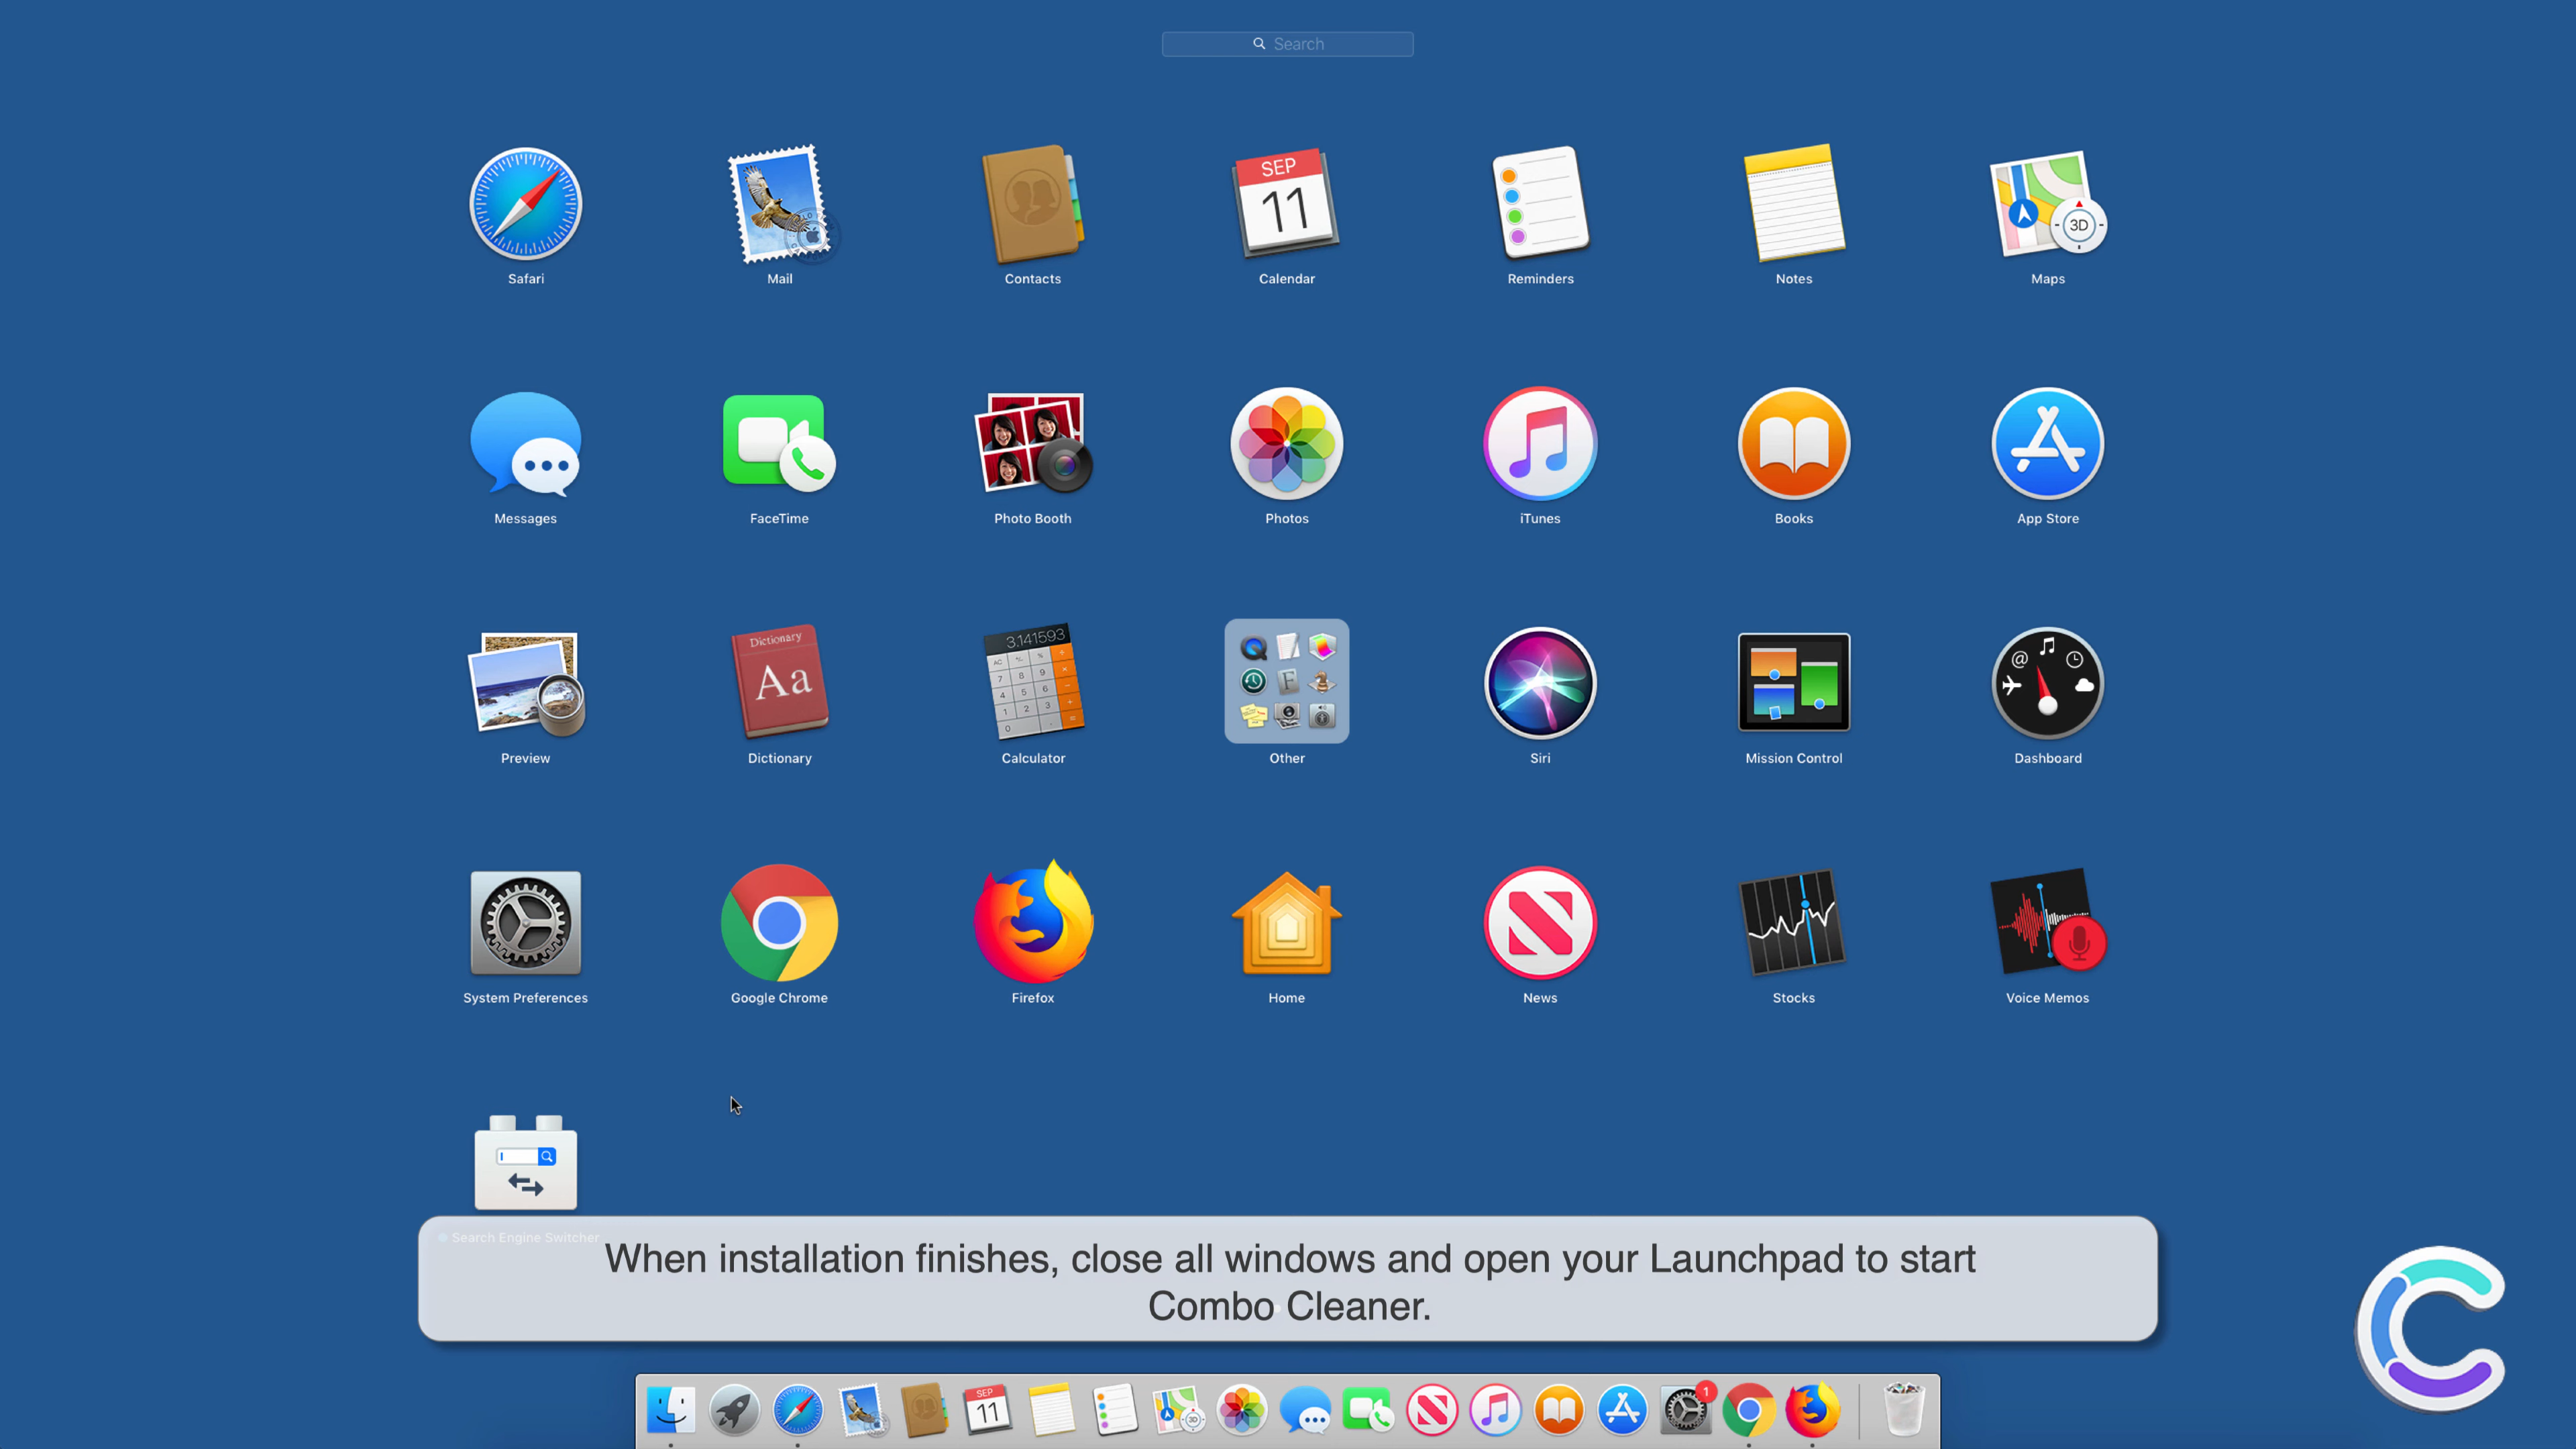 Search
SEP
11
3D
Safari
Mail
Contacts
Calendar
Reminders
Notes
Maps
Messages
FaceTime
Photo Booth
Photos
iTunes
Books
App Store
Dictionary
Aa
3.141593
Preview
Dictionary
Calculator
Other
Siri
Mission Control
Dashboard
System Preferences
Google Chrome
Firefox
Home
News
Stocks
Voice Memos
Search Engine Switcher
When installation finishes, close all windows and open your Launchpad to start
Combo Cleaner.
SEP
11
3D
1